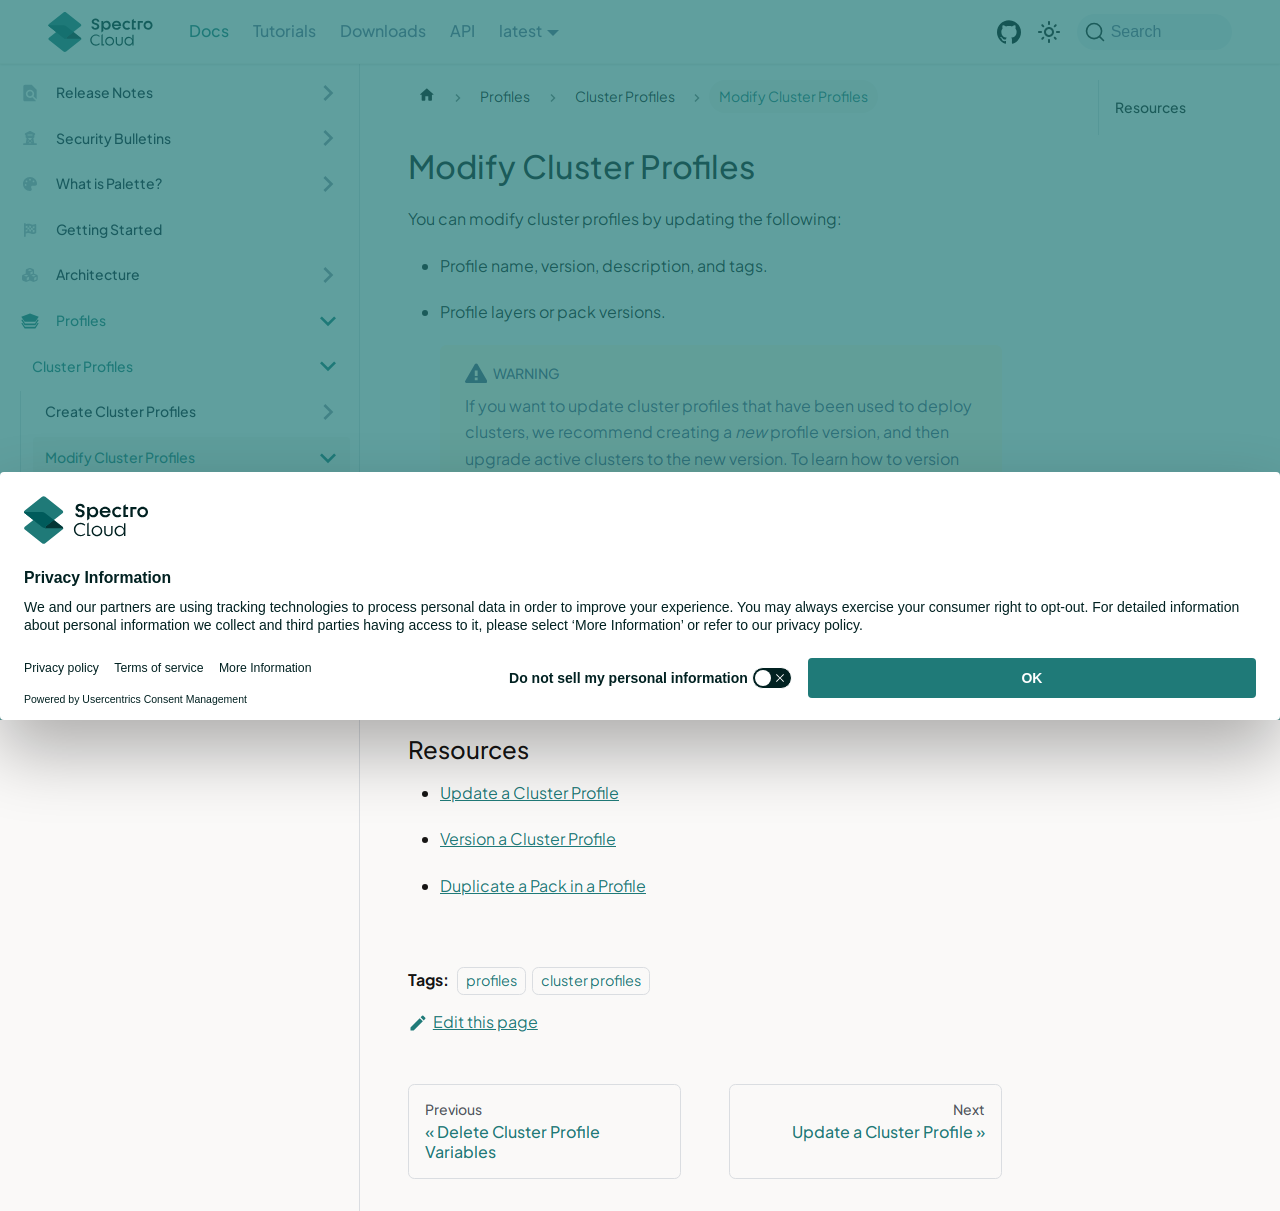 Spectro Cloud
Docs Tutorials Downloads API latest Search
Release Notes
Security Bulletins
What is Palette?
Getting Started
Architecture
Profiles
Cluster Profiles
Create Cluster Profiles
Modify Cluster Profiles
Profiles Cluster Profiles Modify Cluster Profiles
Resources
Modify Cluster Profiles
You can modify cluster profiles by updating the following:
Profile name, version, description, and tags.
Profile layers or pack versions.
WARNING
If you want to update cluster profiles that have been used to deploy
clusters, we recommend creating a new profile version, and then
upgrade active clusters to the new version. To learn how to version
Spectro
Cloud
Privacy Information
We and our partners are using tracking technologies to process personal data in order to improve your experience. You may always exercise your consumer right to opt-out. For detailed information
about personal information we collect and third parties having access to it, please select ‘More Information’ or refer to our privacy policy.
Privacy policy Terms of service More Information
Powered by Usercentrics Consent Management
Do not sell my personal information
OK
Resources
Update a Cluster Profile
Version a Cluster Profile
Duplicate a Pack in a Profile
Tags: profiles cluster profiles
Edit this page
Previous
« Delete Cluster Profile
Variables
Next
Update a Cluster Profile »